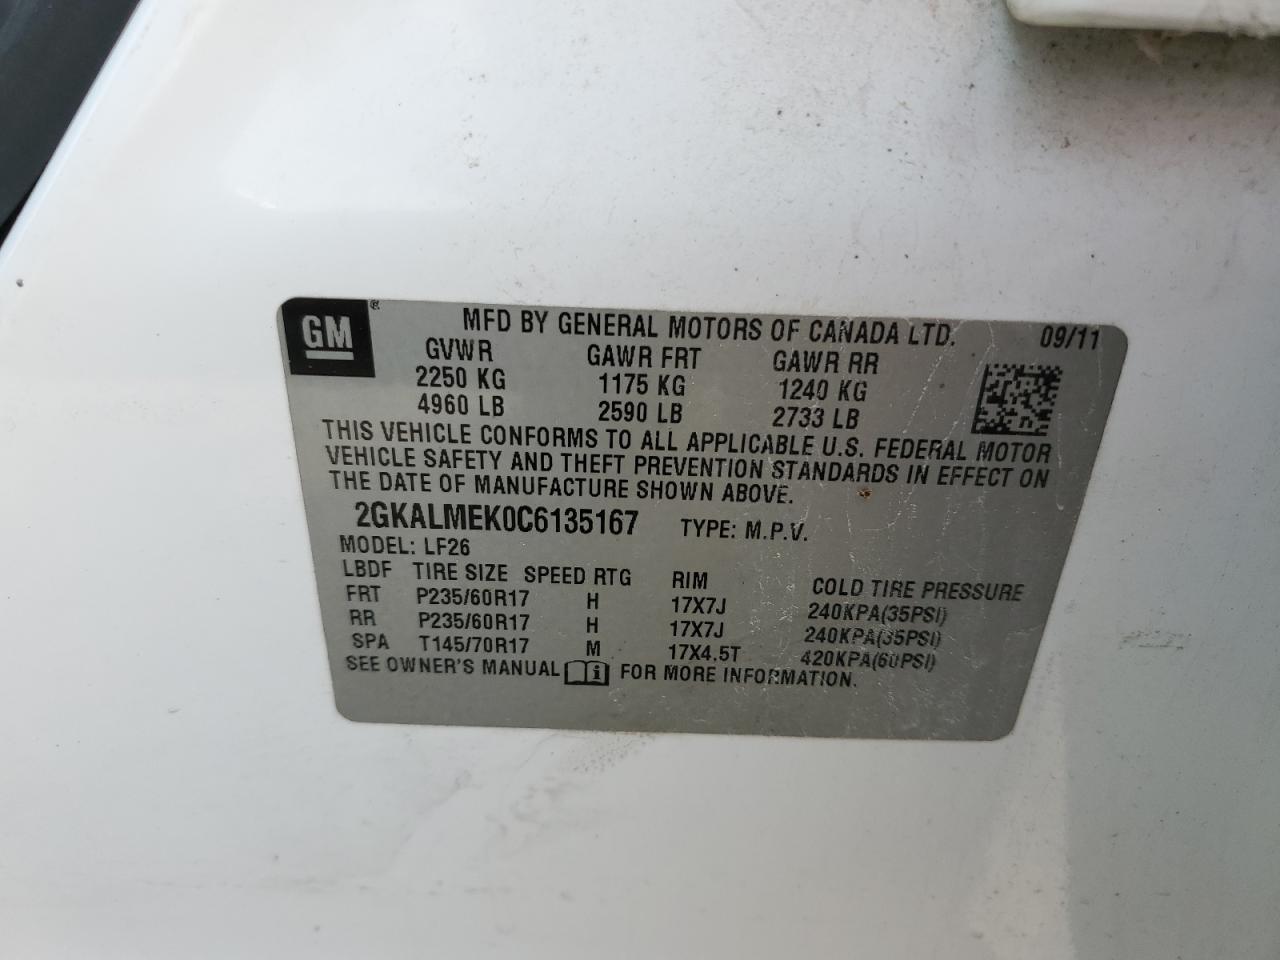 GM ® MFD BY GENERAL MOTORS OF CANADA LTD. 09/11
GVWR GAWR FRT GAWR RR
2250 KG 1175 KG 1240 KG
4960 LB 2590 LB 2733 LB
THIS VEHICLE CONFORMS TO ALL APPLICABLE U.S. FEDERAL MOTOR
VEHICLE SAFETY AND THEFT PREVENTION STANDARDS IN EFFECT ON
THE DATE OF MANUFACTURE SHOWN ABOVE.
2GKALMEK0C6135167 TYPE: M.P.V.
MODEL: LF26
LBDF TIRE SIZE SPEED RTG RIM COLD TIRE PRESSURE
FRT P235/60R17 H 17X7J 240KPA(35PSI)
RR P235/60R17 H 17X7J 240KPA(35PSI)
SPA T145/70R17 M 17X4.5T 420KPA(60PSI)
SEE OWNER'S MANUAL i FOR MORE INFORMATION.